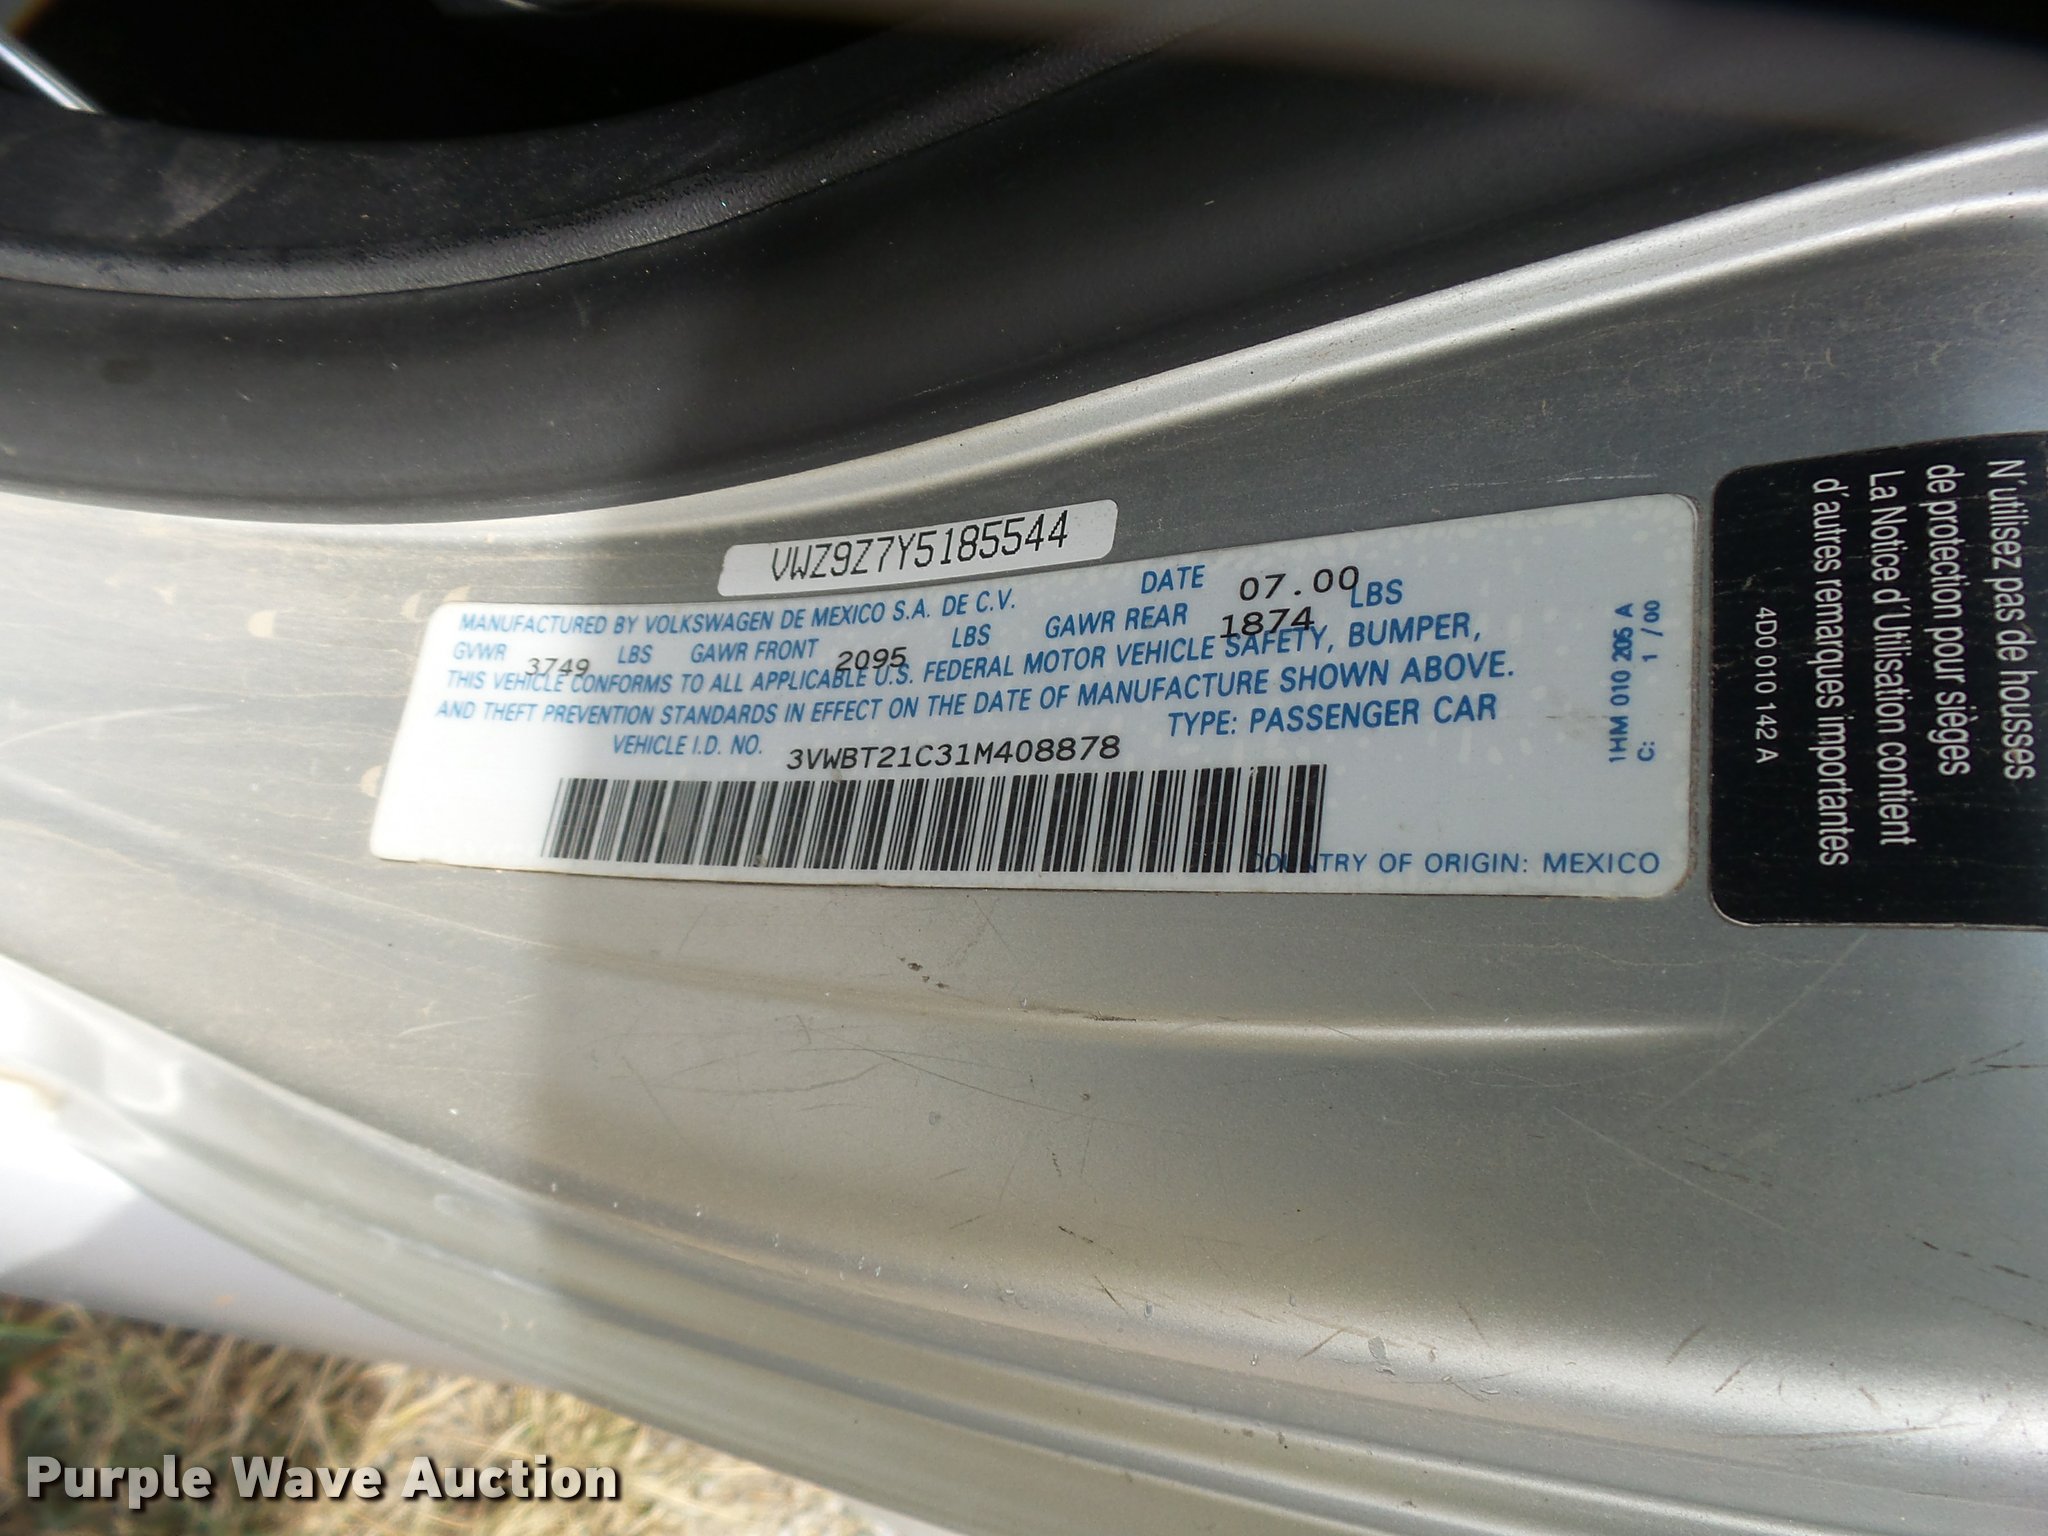 VWZ9Z7Y5185544
MANUFACTURED BY VOLKSWAGEN DE MEXICO S.A. DE C.V. DATE 07.00
GVWR 3749 LBS GAWR FRONT 2095 LBS GAWR REAR 1874 LBS
THIS VEHICLE CONFORMS TO ALL APPLICABLE U.S. FEDERAL MOTOR VEHICLE SAFETY, BUMPER,
AND THEFT PREVENTION STANDARDS IN EFFECT ON THE DATE OF MANUFACTURE SHOWN ABOVE.
VEHICLE I.D. NO. 3VWBT21C31M408878 TYPE: PASSENGER CAR
COUNTRY OF ORIGIN: MEXICO
1HM 010 205 A
C: 1 / 00
N'utilisez pas de housses
de protection pour sièges
La Notice d'Utilisation contient
d'autres remarques importantes
4D0 010 142 A
Purple Wave Auction